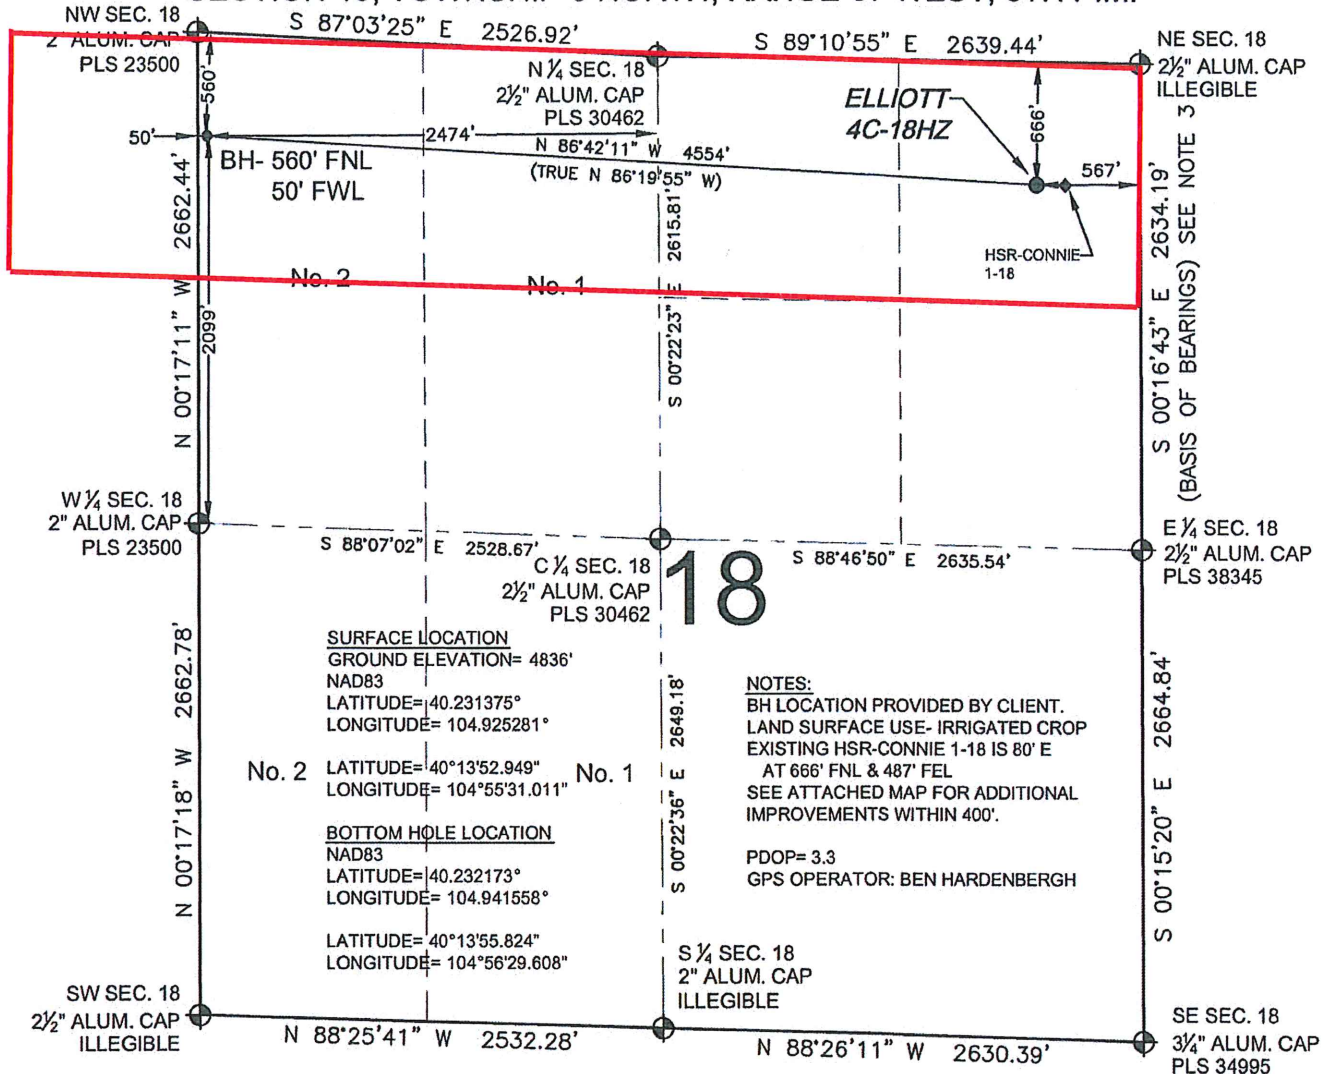 NW SEC. 18
2" ALUM. CAP
PLS 23500
S 87°03'25" E 2526.92'
S 89°10'55" E 2639.44'
NE SEC. 18
2½" ALUM. CAP
ILLEGIBLE
N ¼ SEC. 18
2½" ALUM. CAP
PLS 30462
560'
50'
2474'
BH- 560' FNL
50' FWL
N 86°42'11" W 4554'
(TRUE N 86°19'55" W)
ELLIOTT
4C-18HZ
666'
567'
HSR-CONNIE
1-18
N 00°17'11" W 2662.44'
2099'
No. 2
No. 1
S 00°22'23" E 2615.81'
S 00°16'43" E 2634.19'
(BASIS OF BEARINGS) SEE NOTE 3
W ¼ SEC. 18
2" ALUM. CAP
PLS 23500
S 88°07'02" E 2528.67'
C ¼ SEC. 18
2½" ALUM. CAP
PLS 30462
18
S 88°46'50" E 2635.54'
E ¼ SEC. 18
2½" ALUM. CAP
PLS 38345
N 00°17'18" W 2662.78'
SURFACE LOCATION
GROUND ELEVATION= 4836'
NAD83
LATITUDE= 40.231375°
LONGITUDE= 104.925281°
No. 2
LATITUDE= 40°13'52.949"
LONGITUDE= 104°55'31.011"
No. 1
BOTTOM HOLE LOCATION
NAD83
LATITUDE= 40.232173°
LONGITUDE= 104.941558°
LATITUDE= 40°13'55.824"
LONGITUDE= 104°56'29.608"
S 00°22'36" E 2649.18'
NOTES:
BH LOCATION PROVIDED BY CLIENT.
LAND SURFACE USE- IRRIGATED CROP
EXISTING HSR-CONNIE 1-18 IS 80' E
AT 666' FNL & 487' FEL
SEE ATTACHED MAP FOR ADDITIONAL
IMPROVEMENTS WITHIN 400'.
PDOP= 3.3
GPS OPERATOR: BEN HARDENBERGH
S 00°15'20" E 2664.84'
SW SEC. 18
2½" ALUM. CAP
ILLEGIBLE
N 88°25'41" W 2532.28'
S ¼ SEC. 18
2" ALUM. CAP
ILLEGIBLE
N 88°26'11" W 2630.39'
SE SEC. 18
3¼" ALUM. CAP
PLS 34995